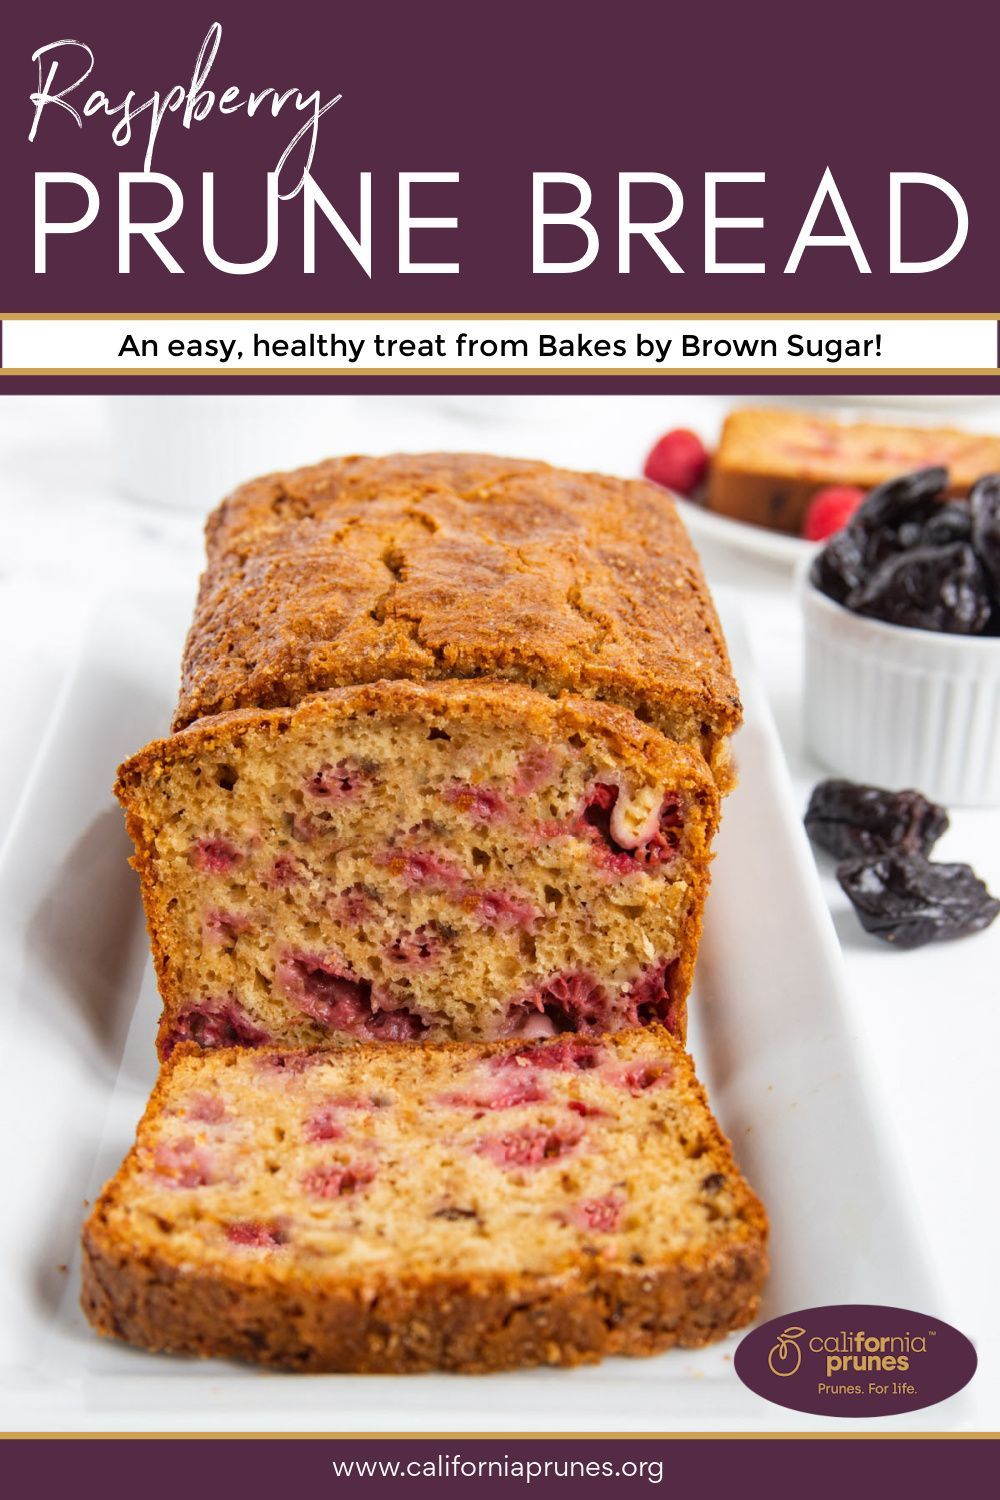 Raspberry
PRUNE BREAD
An easy, healthy treat from Bakes by Brown Sugar!
california™
prunes
Prunes. For life.
www.californiaprunes.org